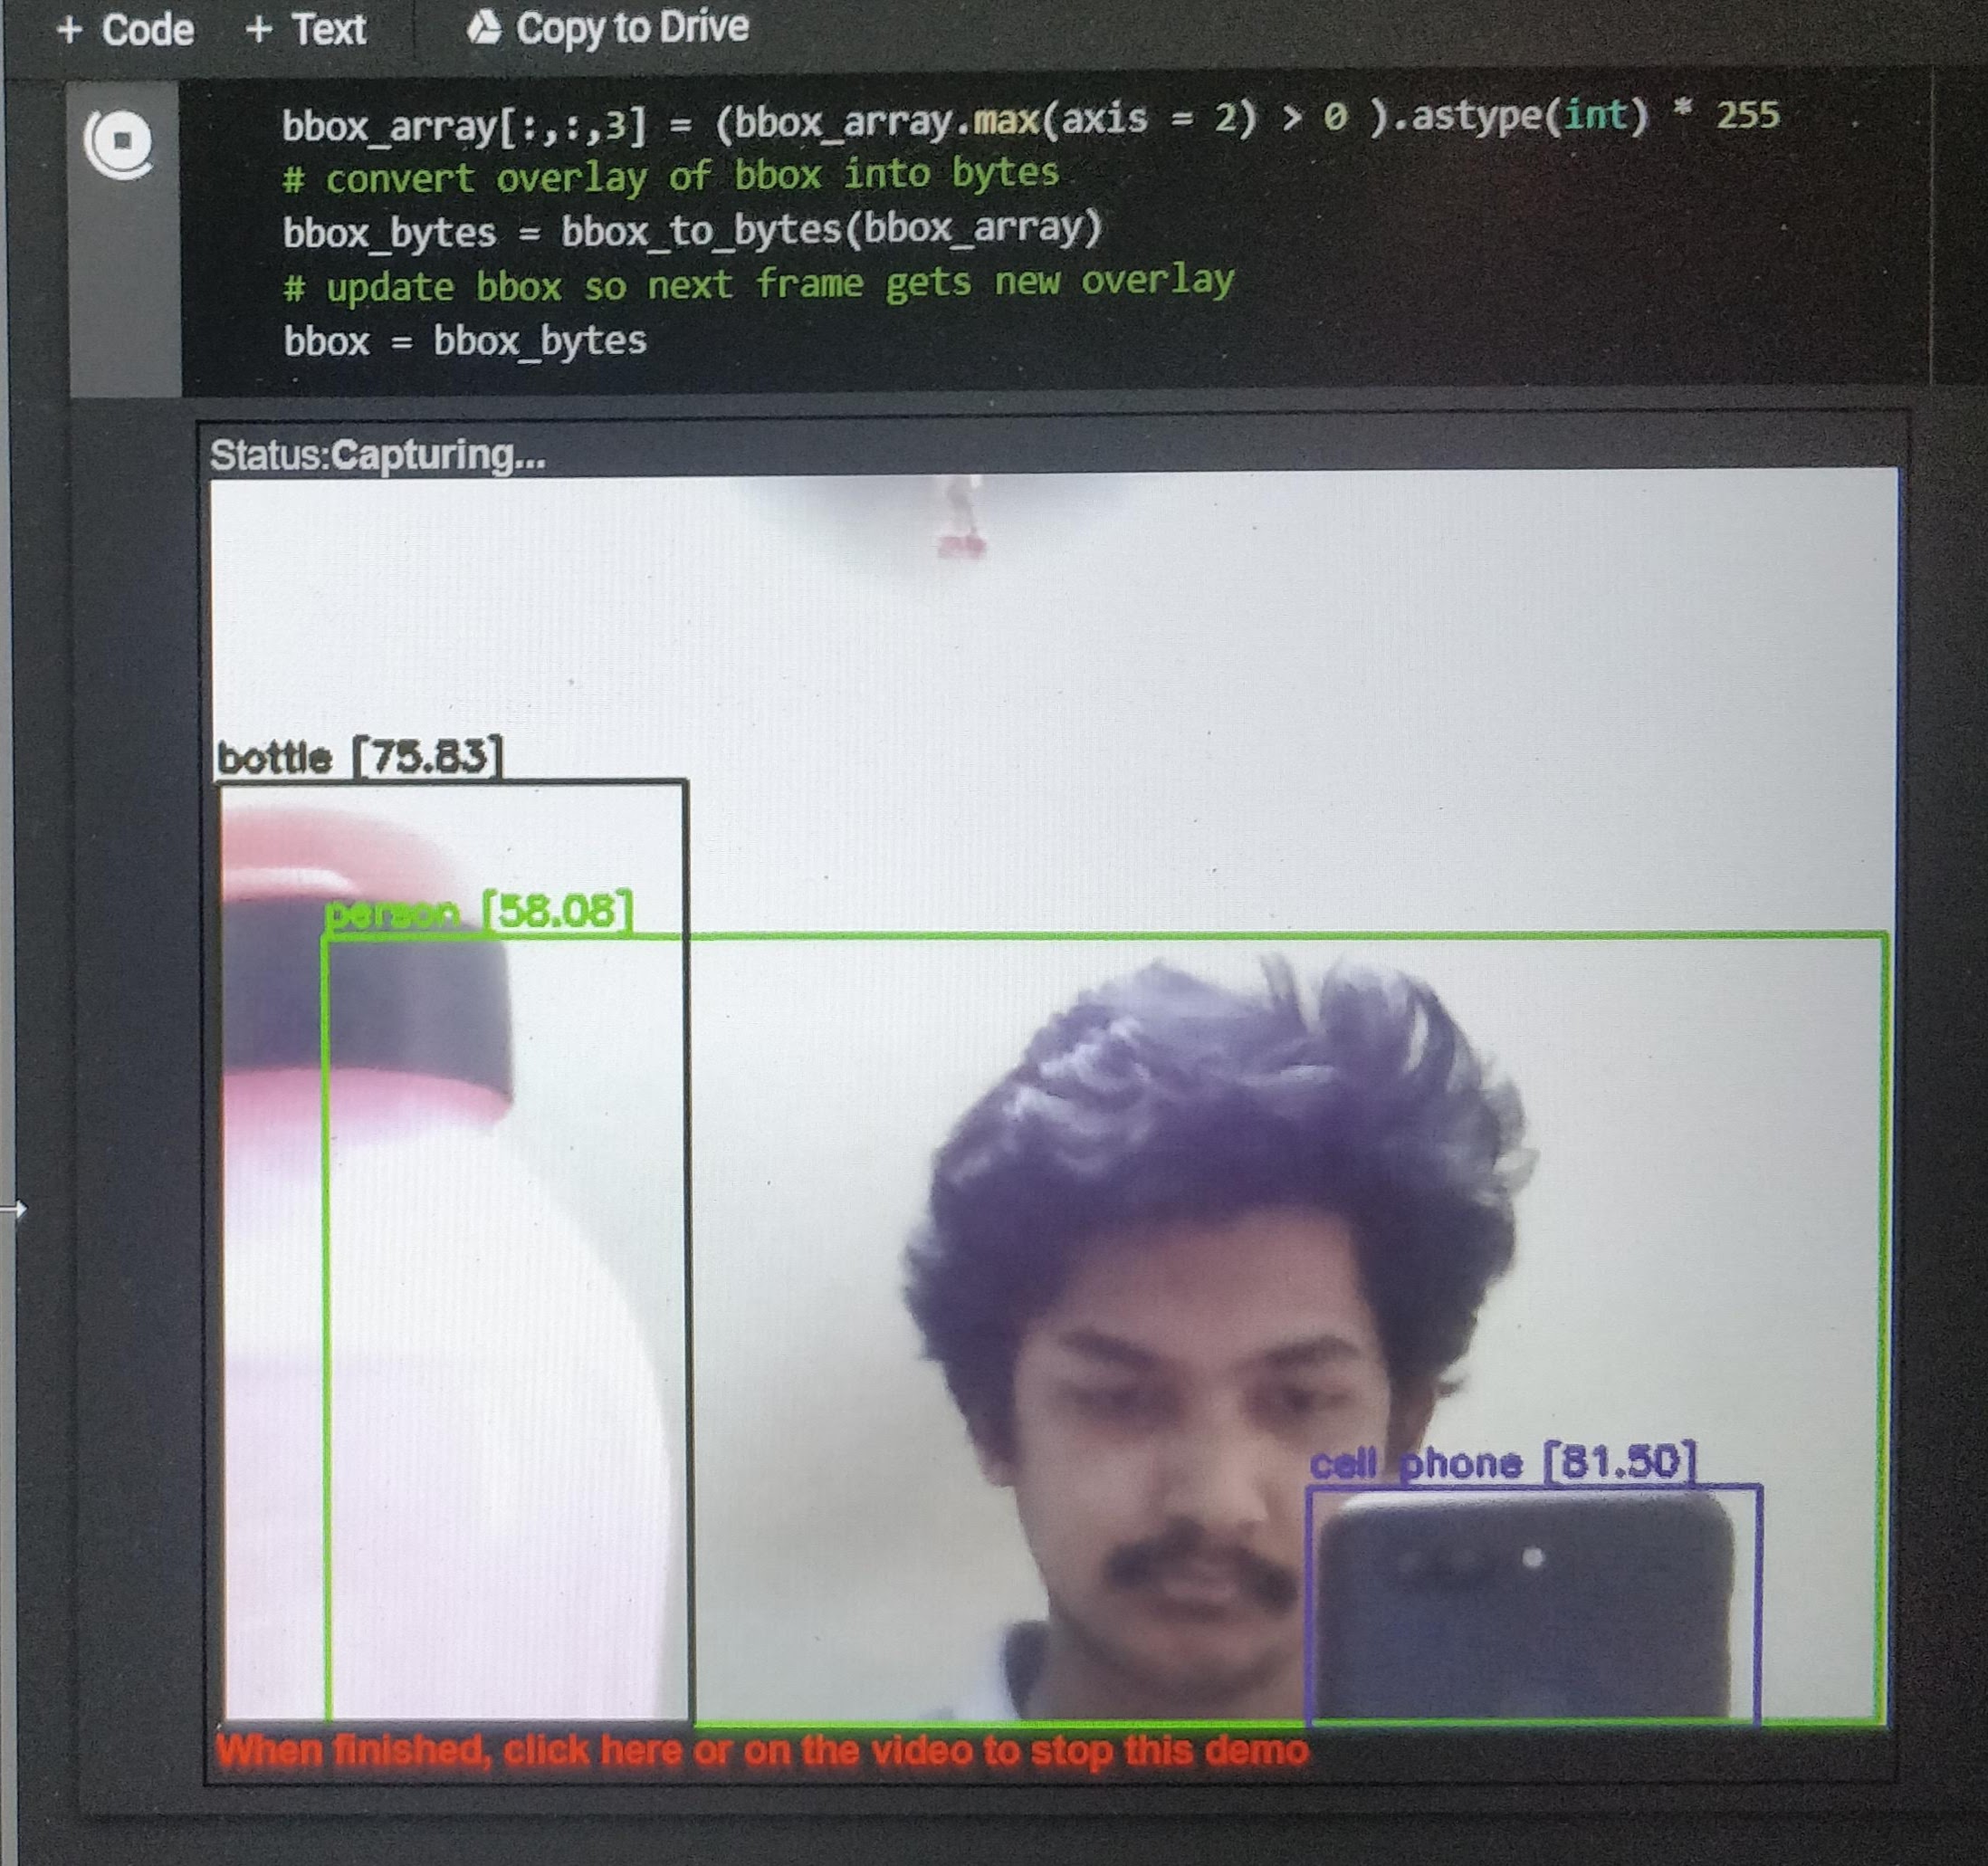 + Code + Text Copy to Drive
bbox_array[:,:,3] = (bbox_array.max(axis = 2) > 0 ).astype(int) * 255
# convert overlay of bbox into bytes
bbox_bytes = bbox_to_bytes(bbox_array)
# update bbox so next frame gets new overlay
bbox = bbox_bytes
Status:Capturing...
bottle [75.83]
person [58.08]
cell phone [81.50]
When finished, click here or on the video to stop this demo